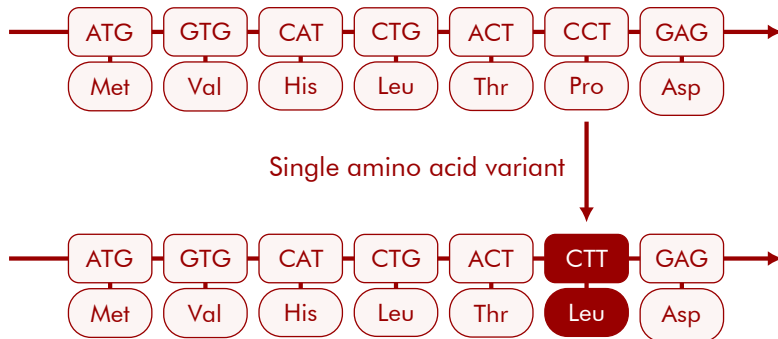 ATG GTG CAT CTG ACT CCT GAG
Met Val His Leu Thr Pro Asp
Single amino acid variant
ATG GTG CAT CTG ACT CTT GAG
Met Val His Leu Thr Leu Asp